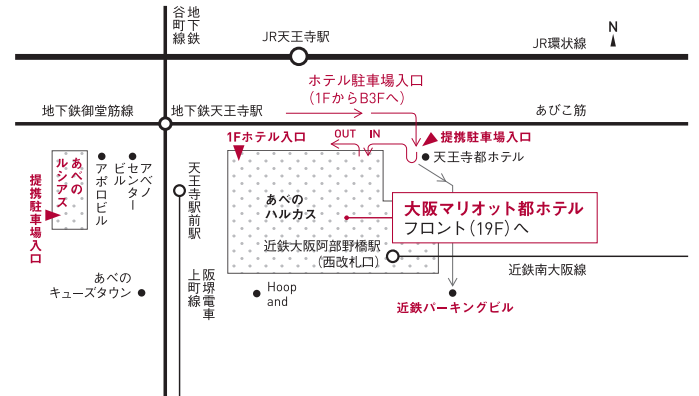 地下鉄
谷町線
JR天王寺駅
JR環状線
N
ホテル駐車場入口
(1FからB3Fへ)
地下鉄御堂筋線
地下鉄天王寺駅
あびこ筋
1Fホテル入口
OUT
IN
提携駐車場入口
天王寺都ホテル
あべの
ルシアス
提携駐車場入口
アポロビル
アベノ
センター
ビル
天王寺駅前駅
あべの
ハルカス
大阪マリオット都ホテル
フロント(19F)へ
近鉄大阪阿部野橋駅
(西改札口)
近鉄南大阪線
阪堺電車
上町線
あべの
キューズタウン
Hoop
and
近鉄パーキングビル